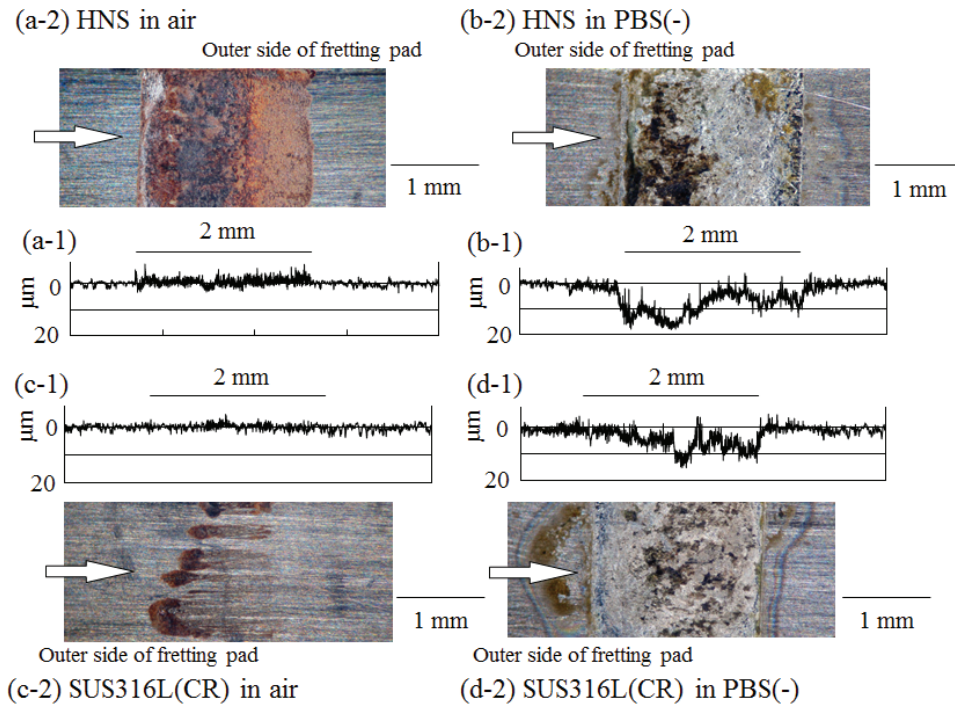 (a-2) HNS in air
(b-2) HNS in PBS(-)
Outer side of fretting pad
Outer side of fretting pad
1 mm
1 mm
(a-1)
2 mm
(b-1)
2 mm
μm
0
20
μm
0
20
(c-1)
2 mm
(d-1)
2 mm
μm
0
20
μm
0
20
1 mm
1 mm
Outer side of fretting pad
Outer side of fretting pad
(c-2) SUS316L(CR) in air
(d-2) SUS316L(CR) in PBS(-)